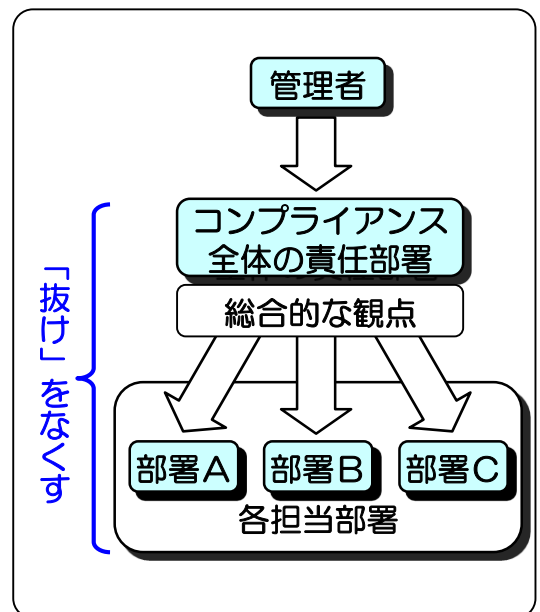 管理者
コンプライアンス
全体の責任部署
総合的な観点
「抜け」をなくす
部署A
部署B
部署C
各担当部署